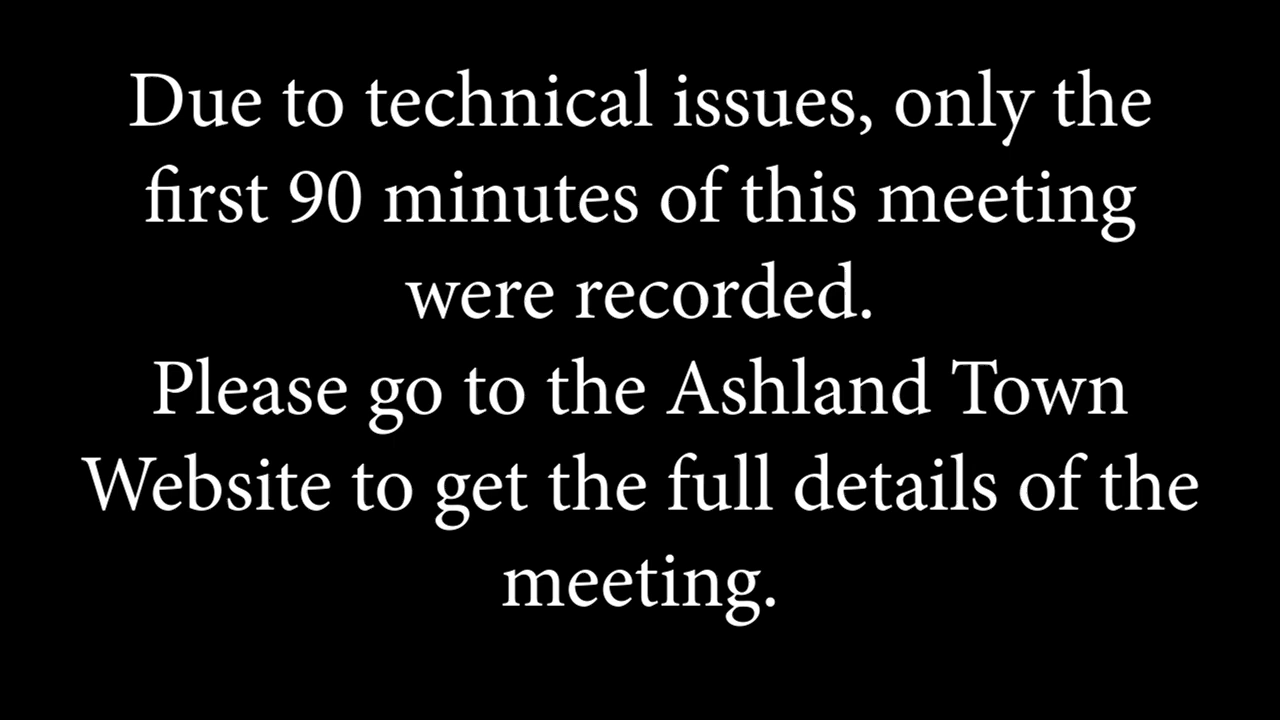 Due to technical issues, only the
first 90 minutes of this meeting
were recorded.
Please go to the Ashland Town
Website to get the full details of the
meeting.